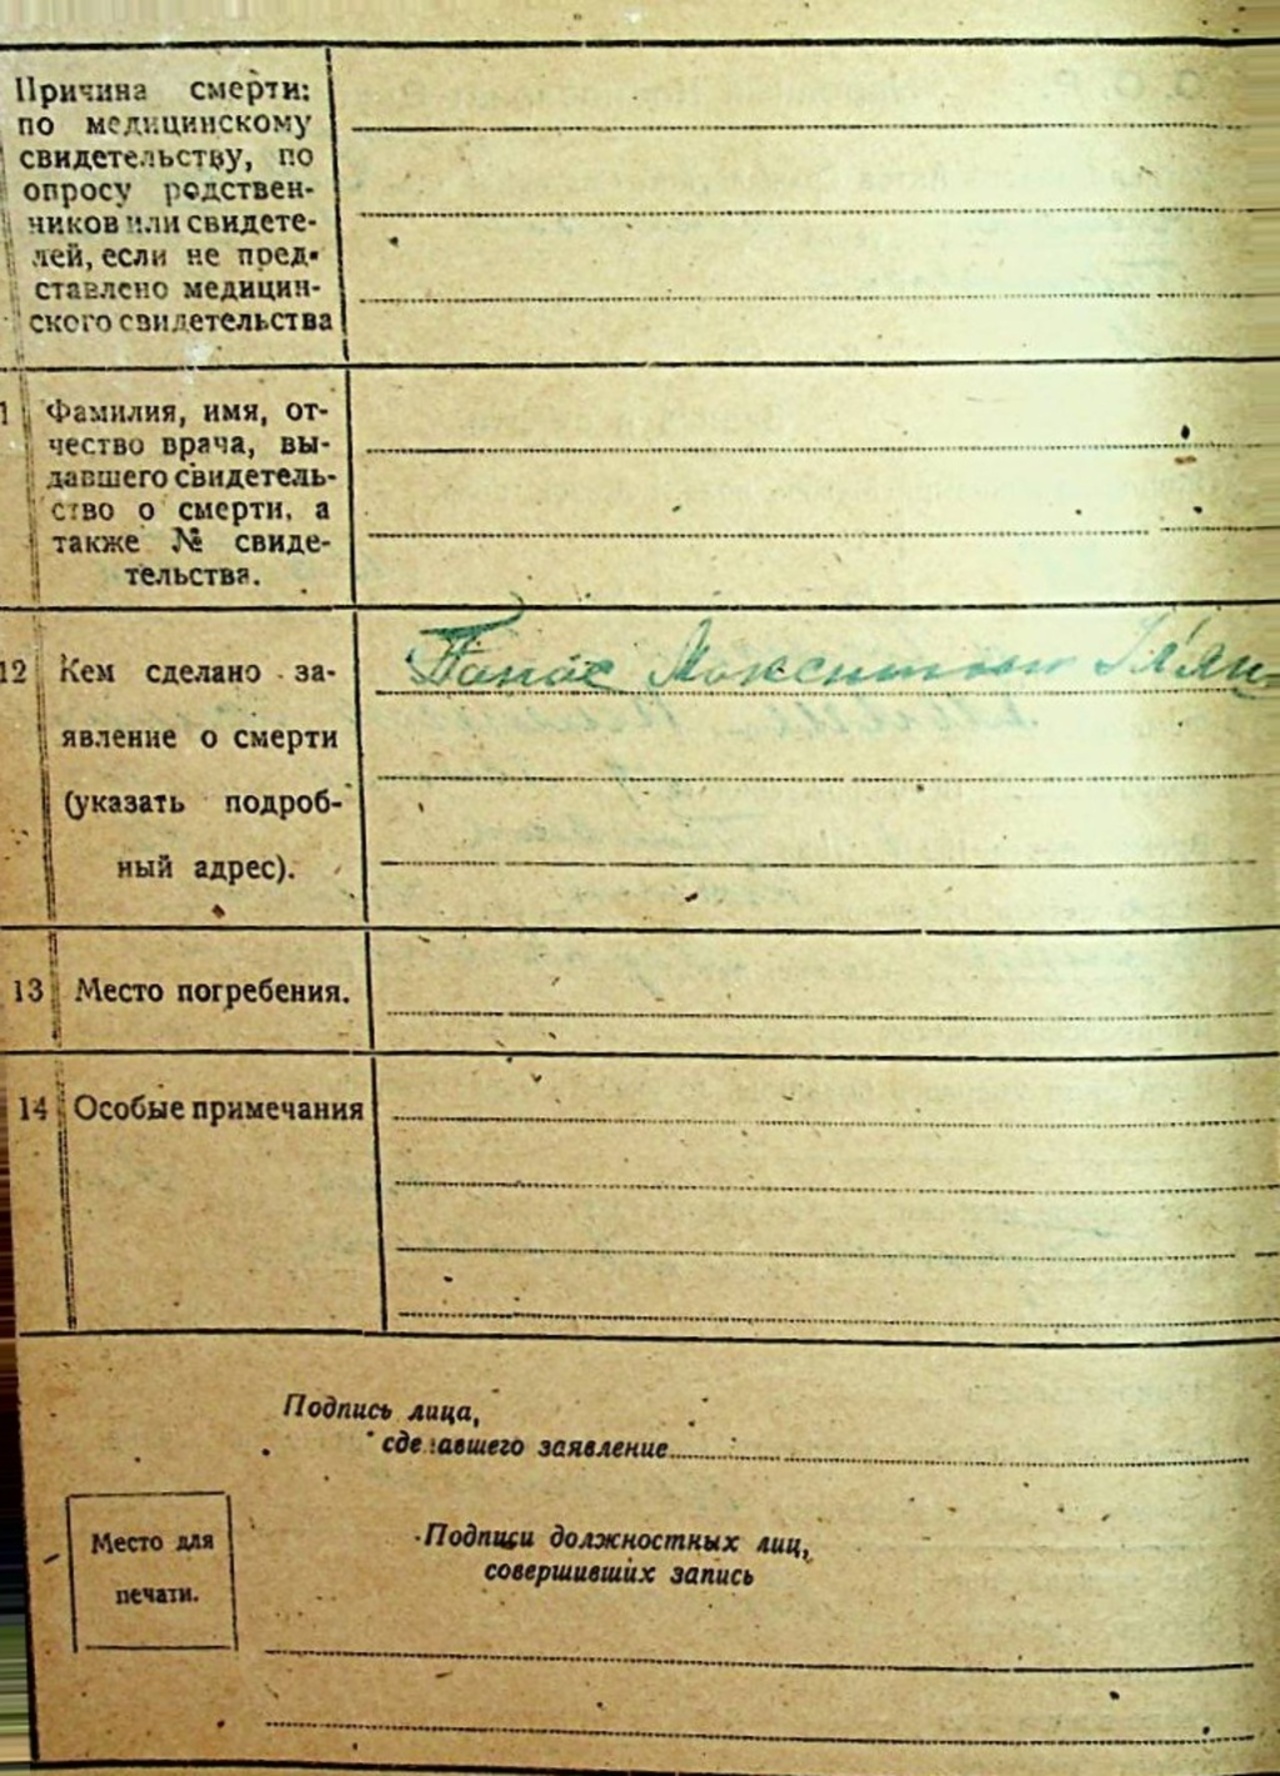 Причина смерти:
по медицинскому
свидетельству, по
опросу родствен-
ников или свидете-
лей, если не пред-
ставлено медицин-
ского свидетельства
1 Фамилия, имя, от-
чество врача, вы-
давшего свидетель-
ство о смерти, а
также № свиде-
тельства.
12 Кем сделано за-
явление о смерти
(указать подроб-
ный адрес).
Панас
13 Место погребения.
14 Особые примечания
Подпись лица,
сделавшего заявление
Место для
печати.
Подписи должностных лиц,
совершивших запись